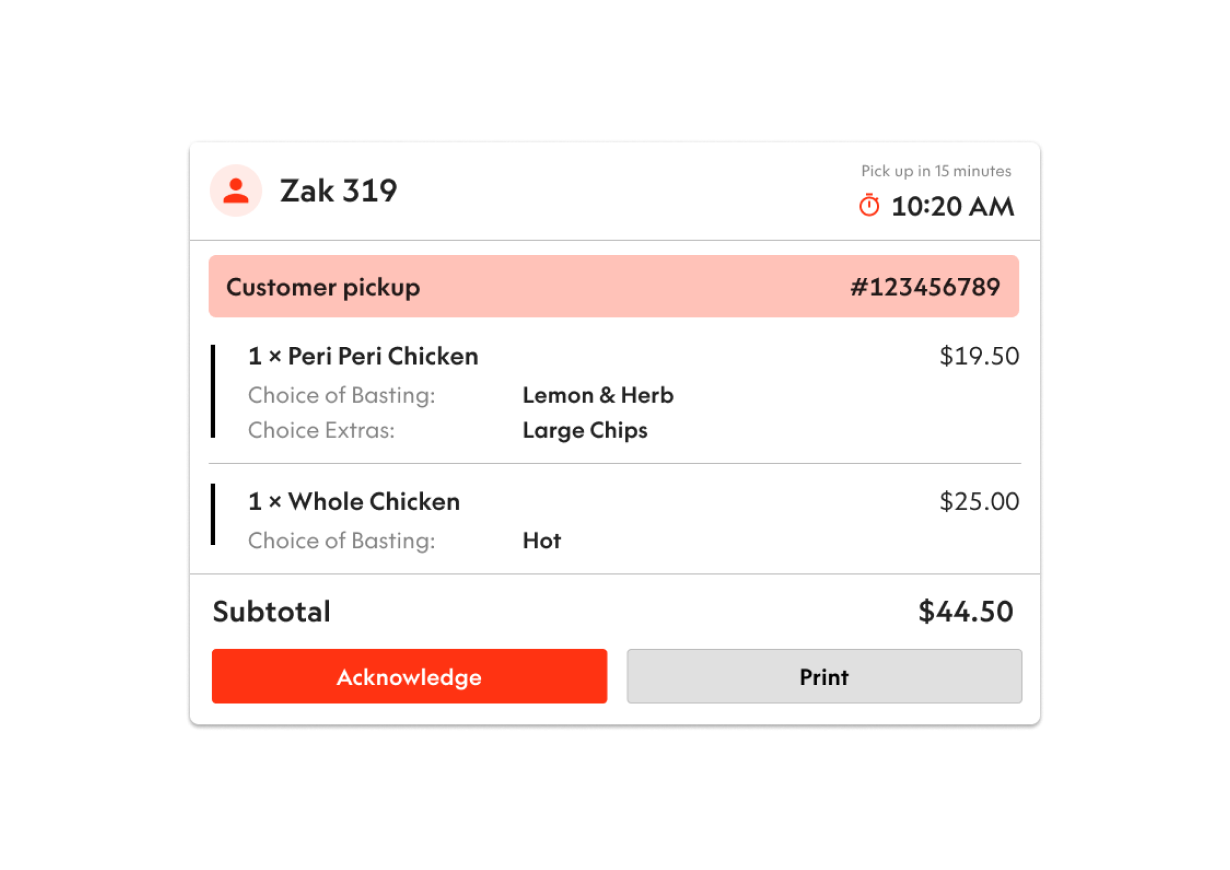 Zak 319
Pick up in 15 minutes
10:20 AM
Customer pickup #123456789
1 × Peri Peri Chicken $19.50
Choice of Basting: Lemon & Herb
Choice Extras: Large Chips
1 × Whole Chicken $25.00
Choice of Basting: Hot
Subtotal $44.50
Acknowledge Print